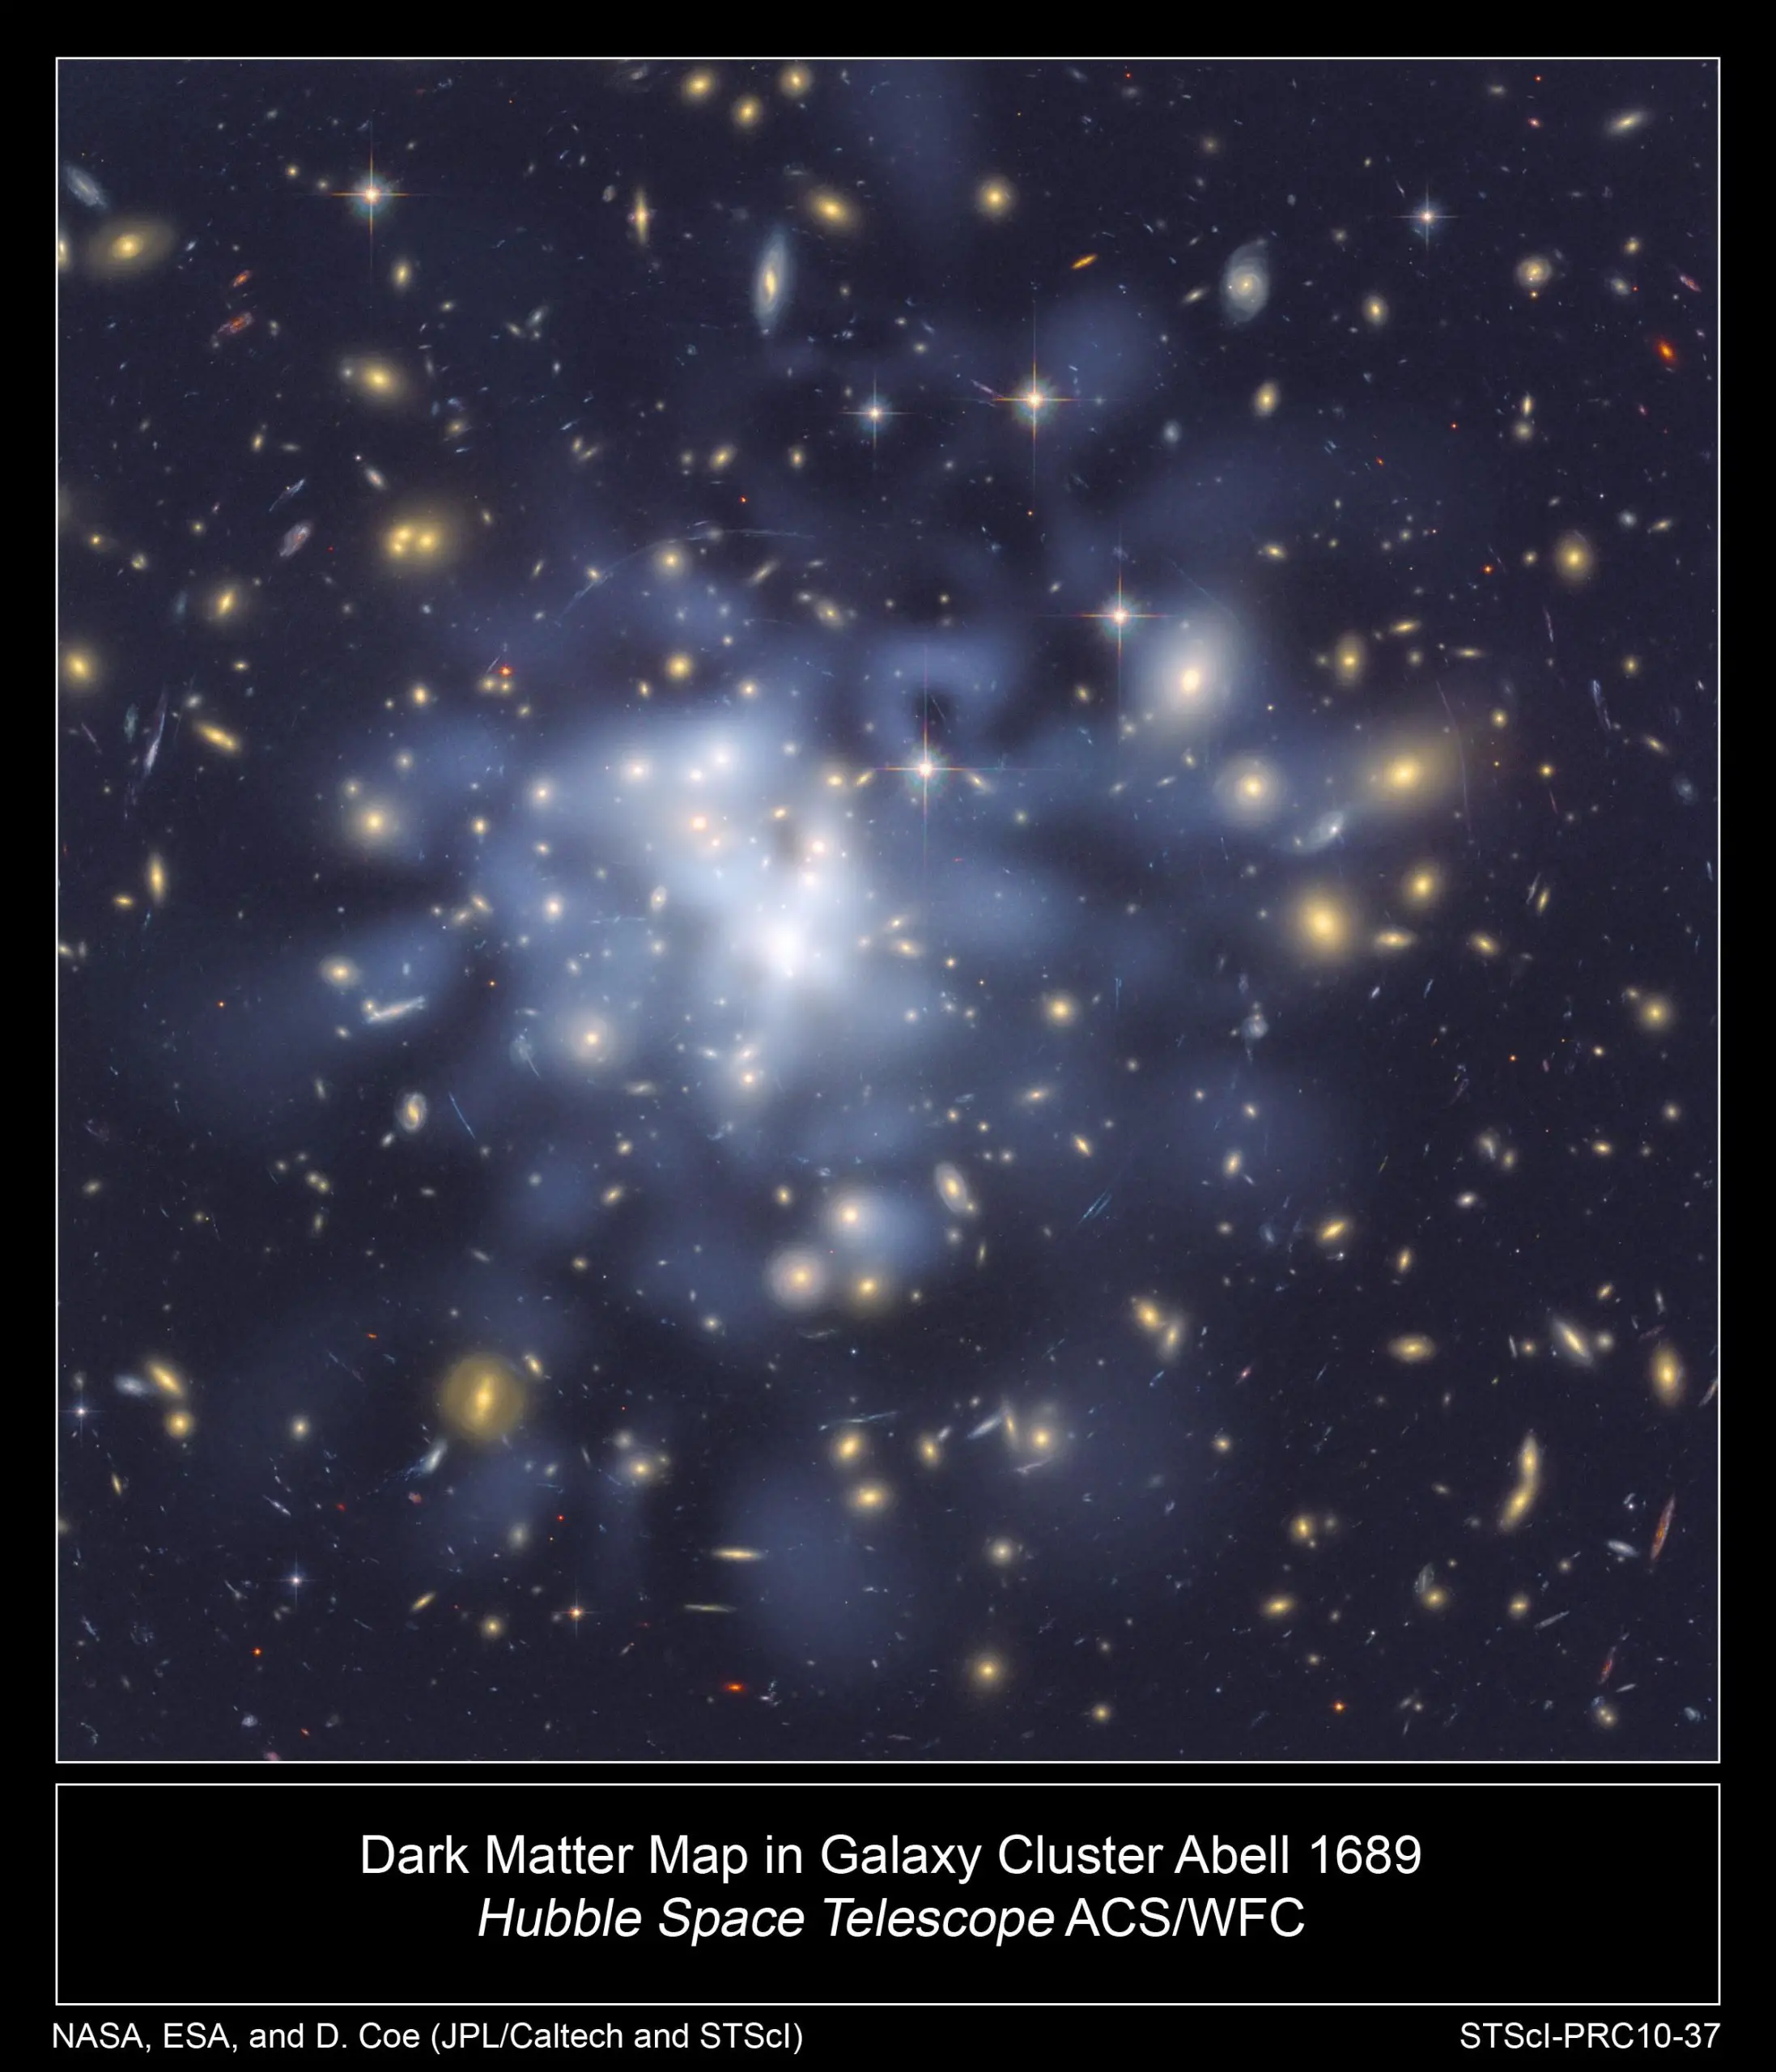 Dark Matter Map in Galaxy Cluster Abell 1689
Hubble Space Telescope ACS/WFC
NASA, ESA, and D. Coe (JPL/Caltech and STScI)
STScI-PRC10-37